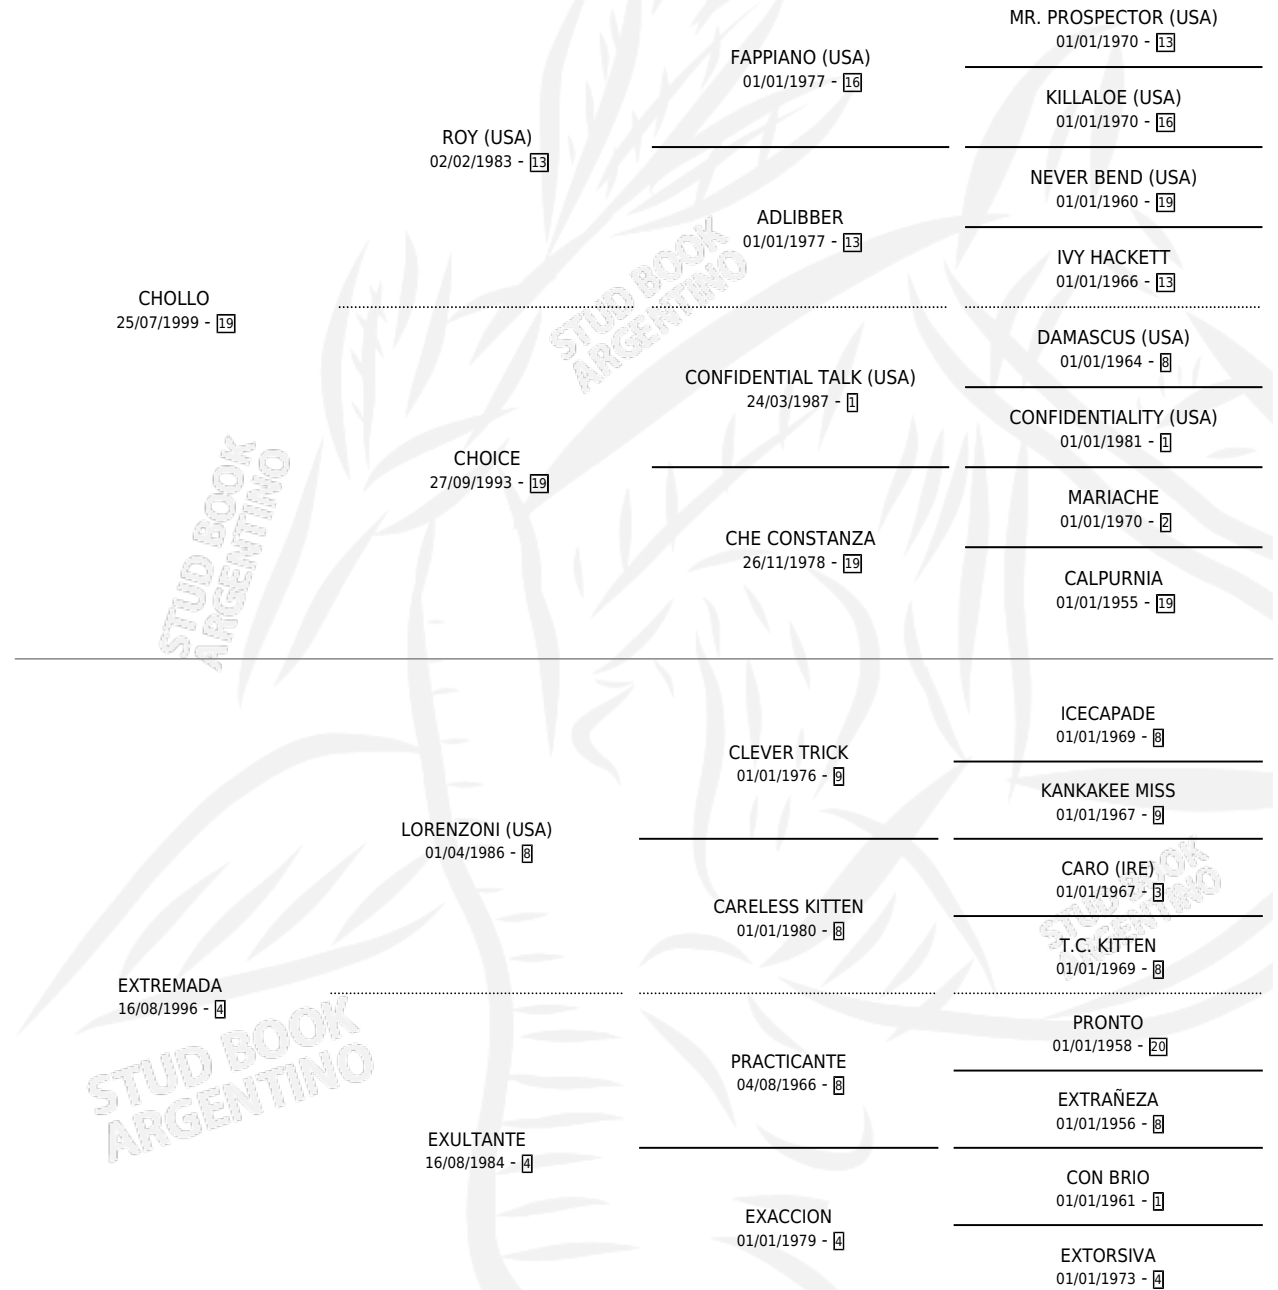 MR. PROSPECTOR (USA)
01/01/1970 - 13
FAPPIANO (USA)
01/01/1977 - 16
KILLALOE (USA)
01/01/1970 - 16
ROY (USA)
02/02/1983 - 13
NEVER BEND (USA)
01/01/1960 - 19
ADLIBBER
01/01/1977 - 13
IVY HACKETT
01/01/1966 - 13
CHOLLO
25/07/1999 - 19
DAMASCUS (USA)
01/01/1964 - 8
CONFIDENTIAL TALK (USA)
24/03/1987 - 1
CONFIDENTIALITY (USA)
01/01/1981 - 1
CHOICE
27/09/1993 - 19
MARIACHE
01/01/1970 - 2
CHE CONSTANZA
26/11/1978 - 19
CALPURNIA
01/01/1955 - 19
ICECAPADE
01/01/1969 - 8
CLEVER TRICK
01/01/1976 - 9
KANKAKEE MISS
01/01/1967 - 9
LORENZONI (USA)
01/04/1986 - 8
CARO (IRE)
01/01/1967 - 3
CARELESS KITTEN
01/01/1980 - 8
T.C. KITTEN
01/01/1969 - 8
EXTREMADA
16/08/1996 - 4
PRONTO
01/01/1958 - 20
PRACTICANTE
04/08/1966 - 8
EXTRAÑEZA
01/01/1956 - 8
EXULTANTE
16/08/1984 - 4
CON BRIO
01/01/1961 - 1
EXACCION
01/01/1979 - 4
EXTORSIVA
01/01/1973 - 4
STUD BOOK
ARGENTINO
STUD BOOK
ARGENTINO
STUD BOOK
ARGENTINO
STUD BOOK
ARGENTINO